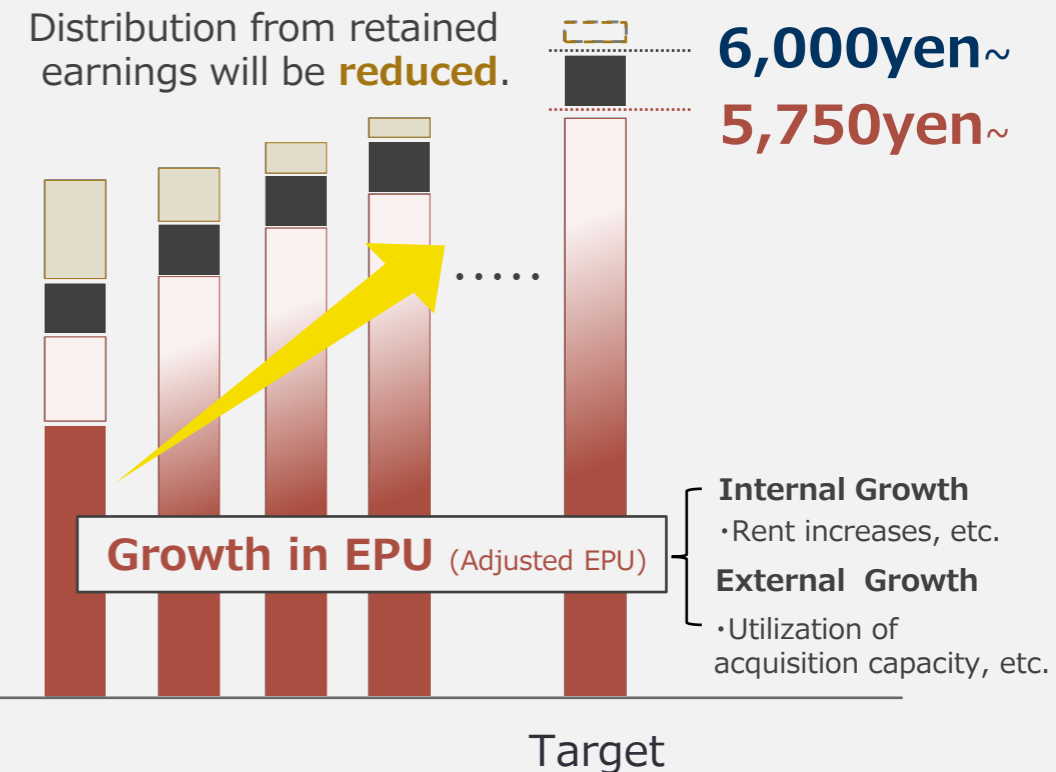 Distribution from retained
earnings will be reduced.
6,000yen~
5,750yen~
.....
Growth in EPU (Adjusted EPU)
Internal Growth
・Rent increases, etc.
External Growth
・Utilization of
acquisition capacity, etc.
Target